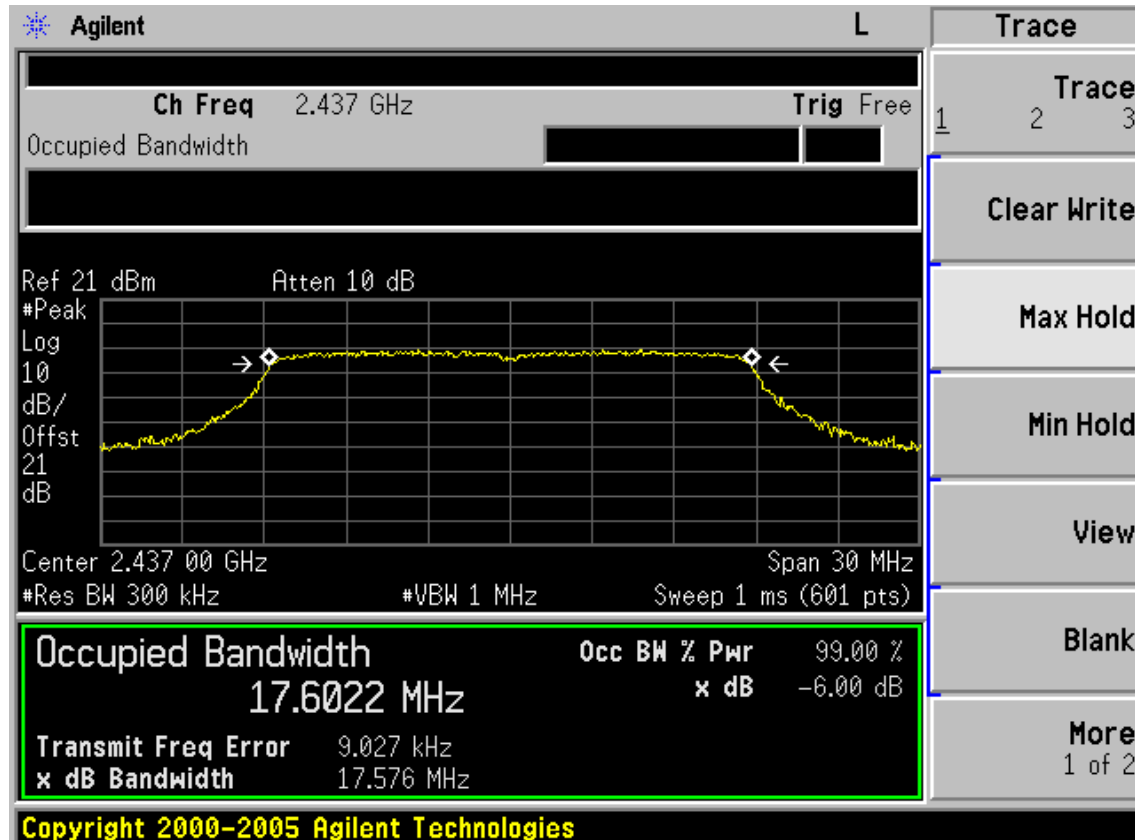 Agilent L
Ch Freq 2.437 GHz Trig Free
Occupied Bandwidth
Ref 21 dBm Atten 10 dB
#Peak
Log
10
dB/
Offst
21
dB
Center 2.437 00 GHz Span 30 MHz
#Res BW 300 kHz #VBW 1 MHz Sweep 1 ms (601 pts)
Occupied Bandwidth Occ BW % Pwr 99.00 %
17.6022 MHz x dB -6.00 dB
Transmit Freq Error 9.027 kHz
x dB Bandwidth 17.576 MHz
Copyright 2000-2005 Agilent Technologies
Trace
Trace
1 2 3
Clear Write
Max Hold
Min Hold
View
Blank
More
1 of 2